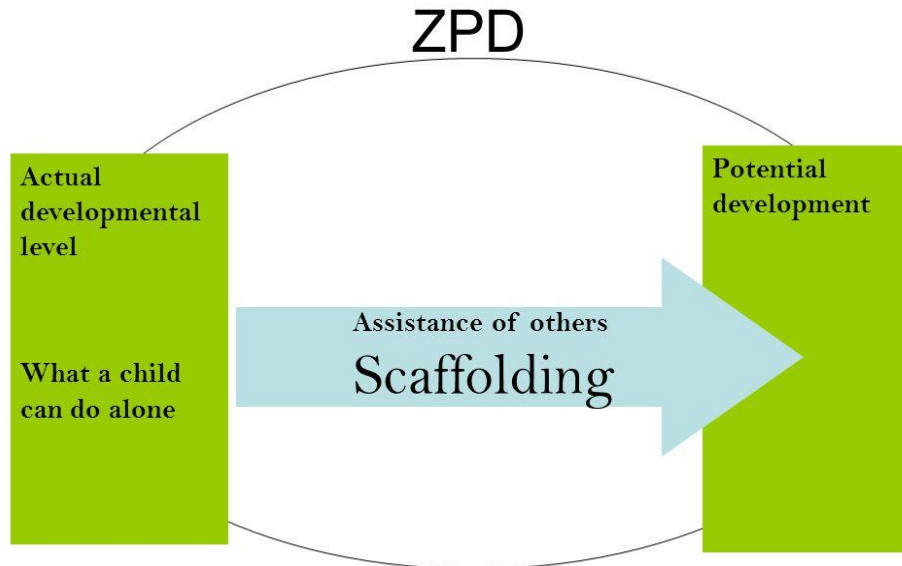 ZPD
Actual
developmental
level
What a child
can do alone
Assistance of others
Scaffolding
Potential
development